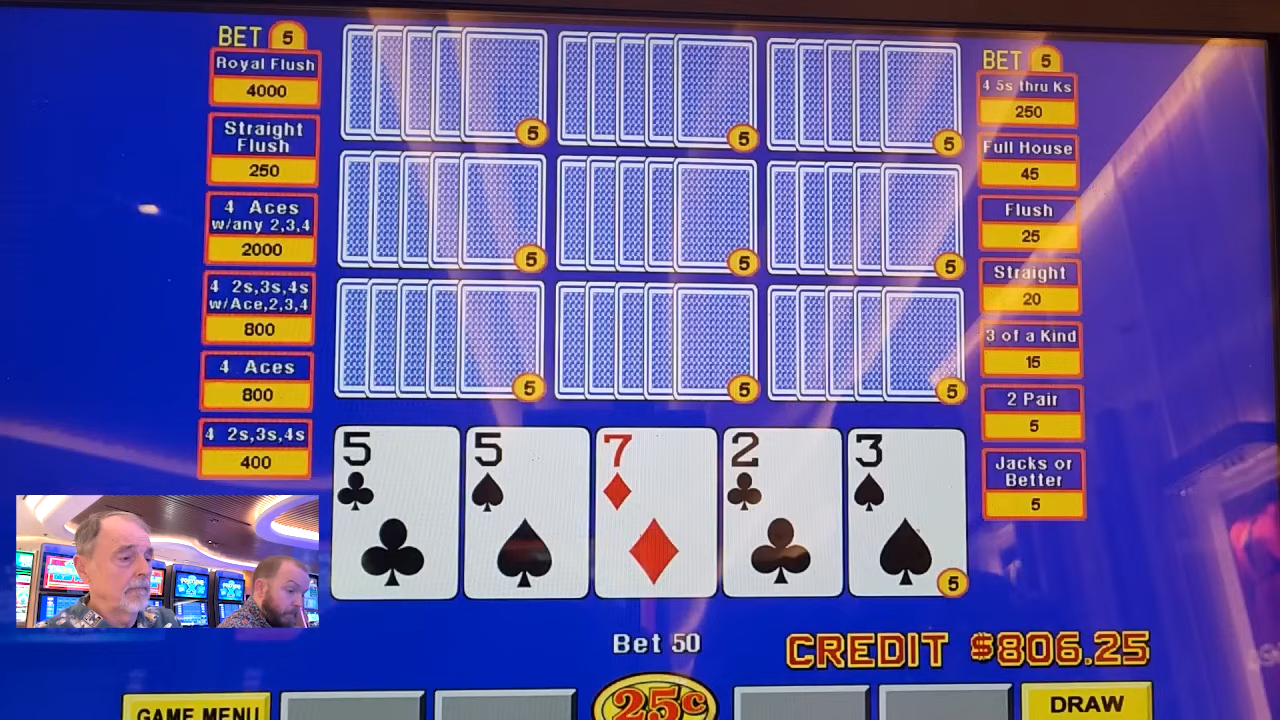 BET 5
Royal Flush
4000
Straight
Flush
250
4 Aces
w/any 2,3,4
2000
4 2s,3s,4s
w/Ace,2,3,4
800
4 Aces
800
4 2s,3s,4s
400
5
5
5
5
5
5
5
5
5
BET 5
4 5s thru Ks
250
Full House
45
Flush
25
Straight
20
3 of a Kind
15
2 Pair
5
Jacks or
Better
5
5
5
7
2
3
5
Bet 50
CREDIT $806.25
GAME MENU
25¢
DRAW